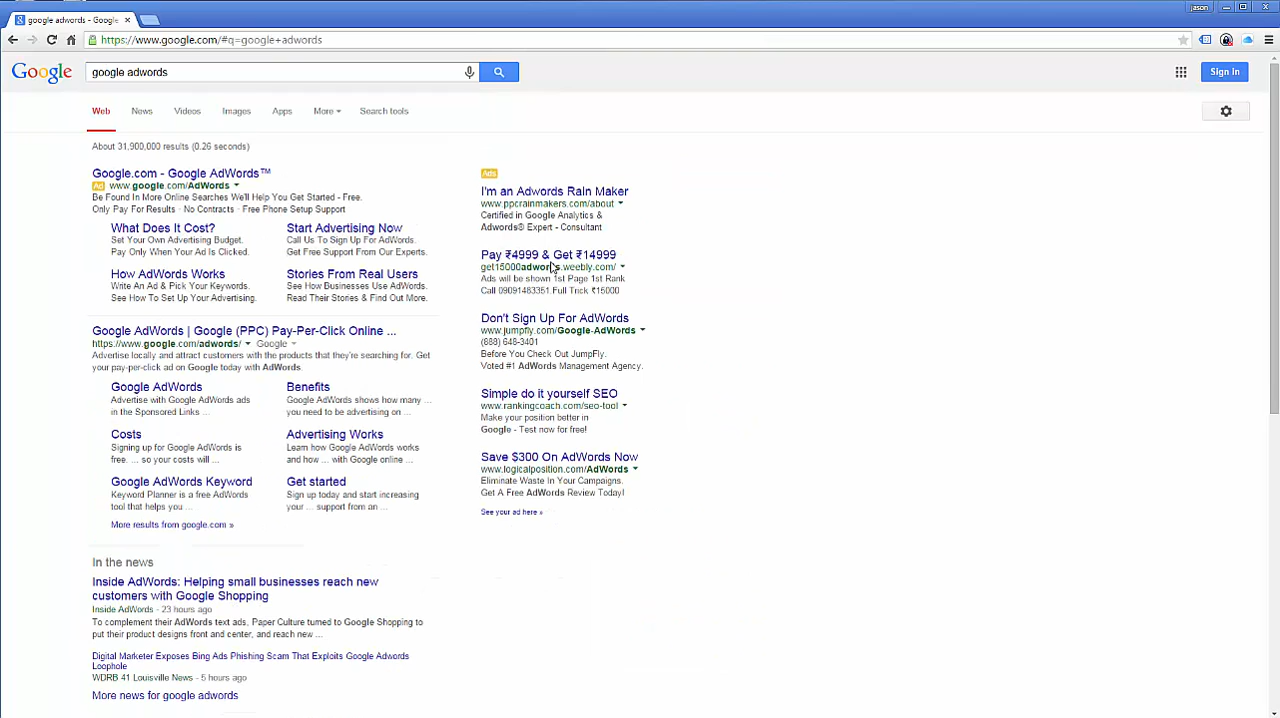 jason
google adwords - Google
https://www.google.com/#q=google+adwords
Google
google adwords
Sign in
Web News Videos Images Apps More Search tools
About 31,900,000 results (0.26 seconds)
Google.com - Google AdWords™
Ad www.google.com/AdWords
Be Found In More Online Searches We'll Help You Get Started - Free.
Only Pay For Results · No Contracts · Free Phone Setup Support
What Does It Cost?
Set Your Own Advertising Budget.
Pay Only When Your Ad Is Clicked.
Start Advertising Now
Call Us To Sign Up For AdWords.
Get Free Support From Our Experts.
How AdWords Works
Write An Ad & Pick Your Keywords.
See How To Set Up Your Advertising.
Stories From Real Users
See How Businesses Use AdWords.
Read Their Stories & Find Out More.
Google AdWords | Google (PPC) Pay-Per-Click Online ...
https://www.google.com/adwords/ Google
Advertise locally and attract customers with the products that they're searching for. Get
your pay-per-click ad on Google today with AdWords.
Google AdWords
Advertise with Google AdWords ads
in the Sponsored Links ...
Benefits
Google AdWords shows how many ...
you need to be advertising on ...
Costs
Signing up for Google AdWords is
free. ... so your costs will ...
Advertising Works
Learn how Google AdWords works
and how ... with Google online ...
Google AdWords Keyword
Keyword Planner is a free AdWords
tool that helps you ...
Get started
Sign up today and start increasing
your ... support from an ...
More results from google.com »
In the news
Inside AdWords: Helping small businesses reach new
customers with Google Shopping
Inside AdWords - 23 hours ago
To complement their AdWords text ads, Paper Culture turned to Google Shopping to
put their product designs front and center, and reach new ...
Digital Marketer Exposes Bing Ads Phishing Scam That Exploits Google Adwords
Loophole
WDRB 41 Louisville News - 5 hours ago
More news for google adwords
Ads
I'm an Adwords Rain Maker
www.ppcrainmakers.com/about
Certified in Google Analytics &
Adwords® Expert - Consultant
Pay ₹4999 & Get ₹14999
get15000adwords.weebly.com/
Ads will be shown 1st Page 1st Rank
Call 09091483351 Full Trick ₹15000
Don't Sign Up For AdWords
www.jumpfly.com/Google-AdWords
(888) 648-3401
Before You Check Out JumpFly.
Voted #1 AdWords Management Agency.
Simple do it yourself SEO
www.rankingcoach.com/seo-tool
Make your position better in
Google - Test now for free!
Save $300 On AdWords Now
www.logicalposition.com/AdWords
Eliminate Waste In Your Campaigns.
Get A Free AdWords Review Today!
See your ad here »